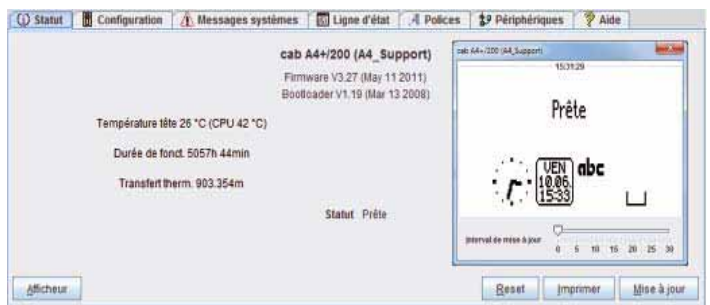 Statut Configuration Messages systèmes Ligne d'état Polices Périphériques Aide
cab A4+/200 (A4_Support)
Firmware V3.27 (May 11 2011)
Bootloader V1.19 (Mar 13 2008)
Température tête 26 °C (CPU 42 °C)
Durée de fonct. 5057h 44min
Transfert therm. 903.354m
Statut Prête
cab A4+/200 (A4_Support)
15:31:29
Prête
VEN
10.06.
15:33
abc
Interval de mise à jour
0 5 10 15 20 25 30
Afficheur Reset Imprimer Mise à jour